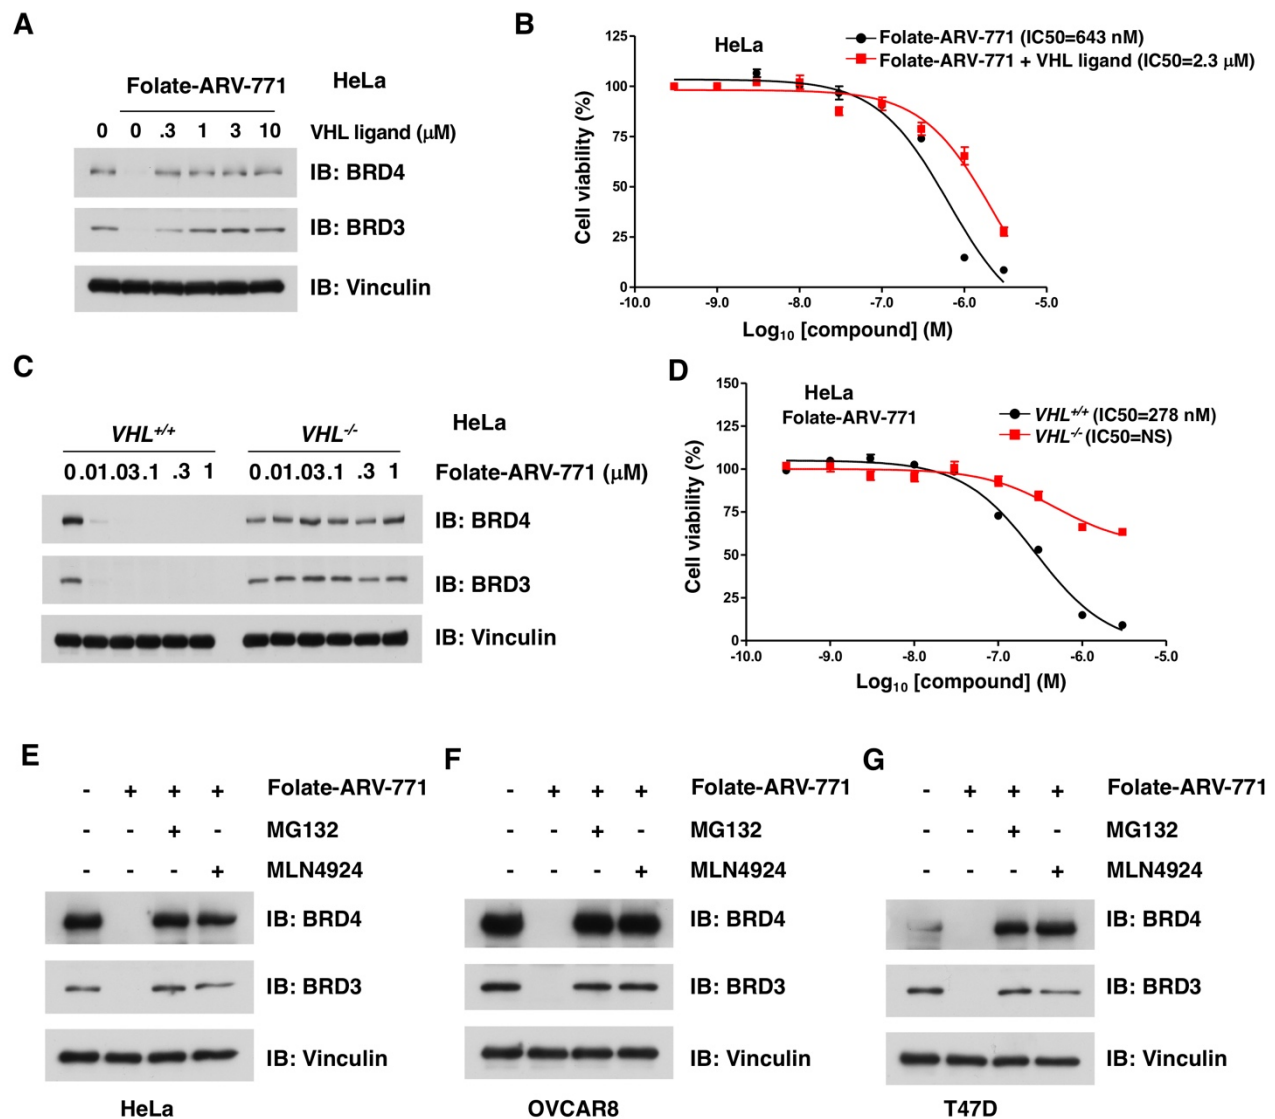 A
Folate-ARV-771
HeLa
0 0 .3 1 3 10 VHL ligand (µM)
IB: BRD4
IB: BRD3
IB: Vinculin
B
HeLa
Folate-ARV-771 (IC50=643 nM)
Folate-ARV-771 + VHL ligand (IC50=2.3 µM)
Cell viability (%)
125
100
75
50
25
0
-10.0 -9.0 -8.0 -7.0 -6.0 -5.0
Log10 [compound] (M)
C
HeLa
VHL+/+ VHL-/-
0.01.03.1 .3 1 0.01.03.1 .3 1 Folate-ARV-771 (µM)
IB: BRD4
IB: BRD3
IB: Vinculin
D
HeLa
Folate-ARV-771
VHL+/+ (IC50=278 nM)
VHL-/- (IC50=NS)
Cell viability (%)
150
125
100
75
50
25
0
-10.0 -9.0 -8.0 -7.0 -6.0 -5.0
Log10 [compound] (M)
E
- + + + Folate-ARV-771
- - + - MG132
- - - + MLN4924
IB: BRD4
IB: BRD3
IB: Vinculin
HeLa
F
- + + + Folate-ARV-771
- - + - MG132
- - - + MLN4924
IB: BRD4
IB: BRD3
IB: Vinculin
OVCAR8
G
- + + + Folate-ARV-771
- - + - MG132
- - - + MLN4924
IB: BRD4
IB: BRD3
IB: Vinculin
T47D